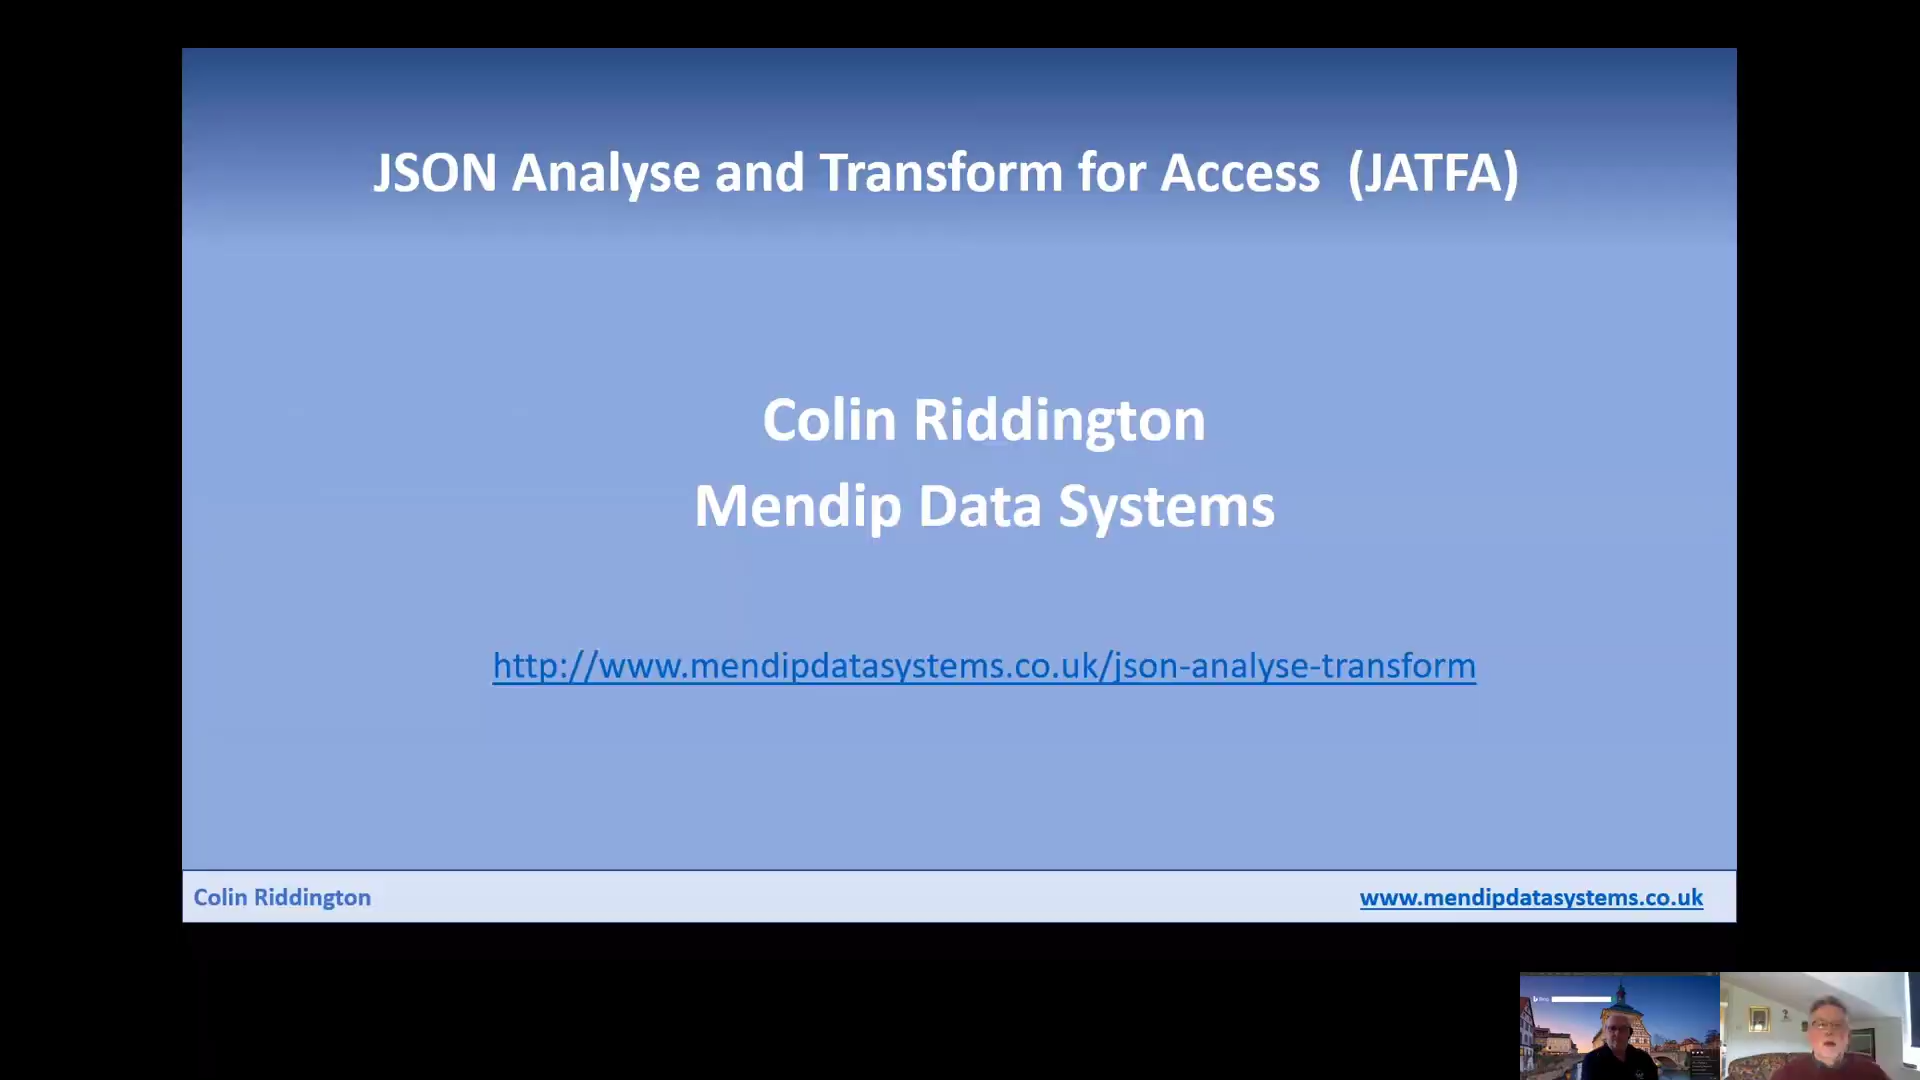 JSON Analyse and Transform for Access (JATFA)
Colin Riddington
Mendip Data Systems
http://www.mendipdatasystems.co.uk/json-analyse-transform
Colin Riddington
www.mendipdatasystems.co.uk